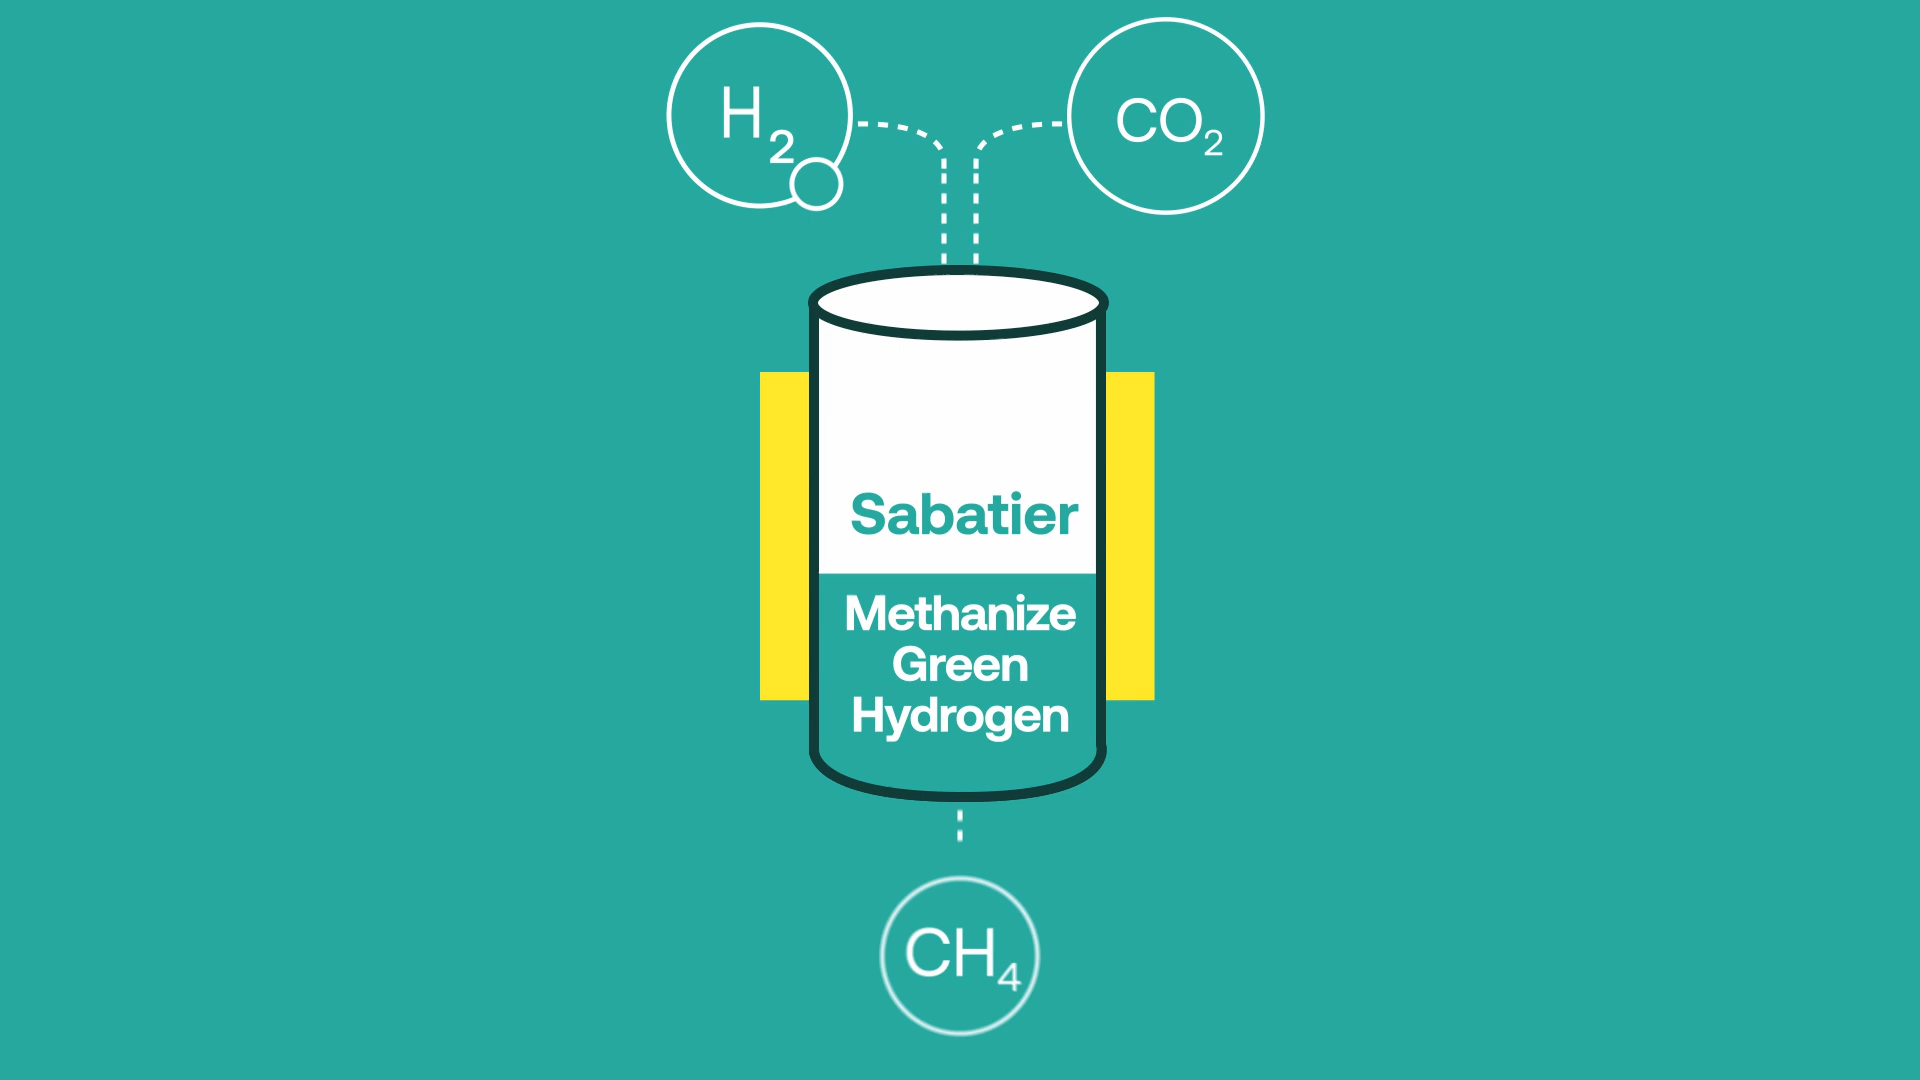 H2
CO2
Sabatier
Methanize
Green
Hydrogen
CH4